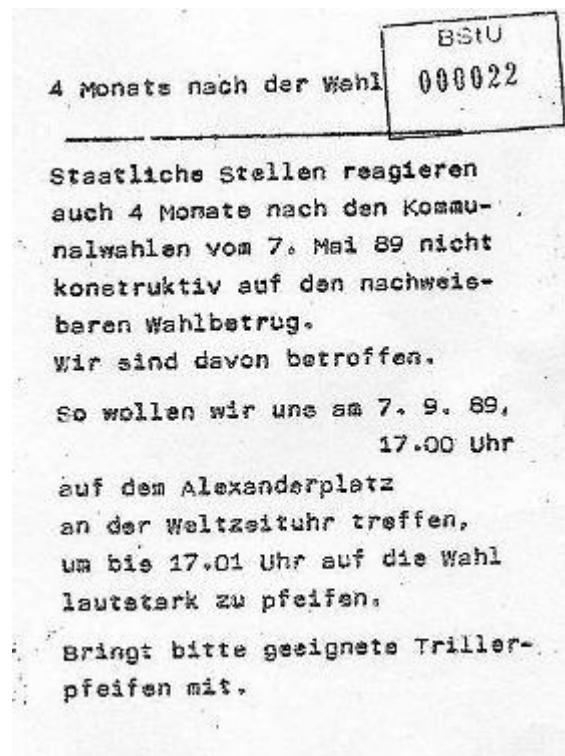 BStU
000022
4 Monate nach der Wahl
Staatliche Stellen reagieren
auch 4 Monate nach den Kommu-
nalwahlen vom 7. Mai 89 nicht
konstruktiv auf den nachweis-
baren Wahlbetrug.
Wir sind davon betroffen.
So wollen wir uns am 7. 9. 89,
17.00 Uhr
auf dem Alexanderplatz
an der Weltzeituhr treffen,
um bis 17.01 Uhr auf die Wahl
lautstark zu pfeifen.
Bringt bitte geeignete Triller-
pfeifen mit.